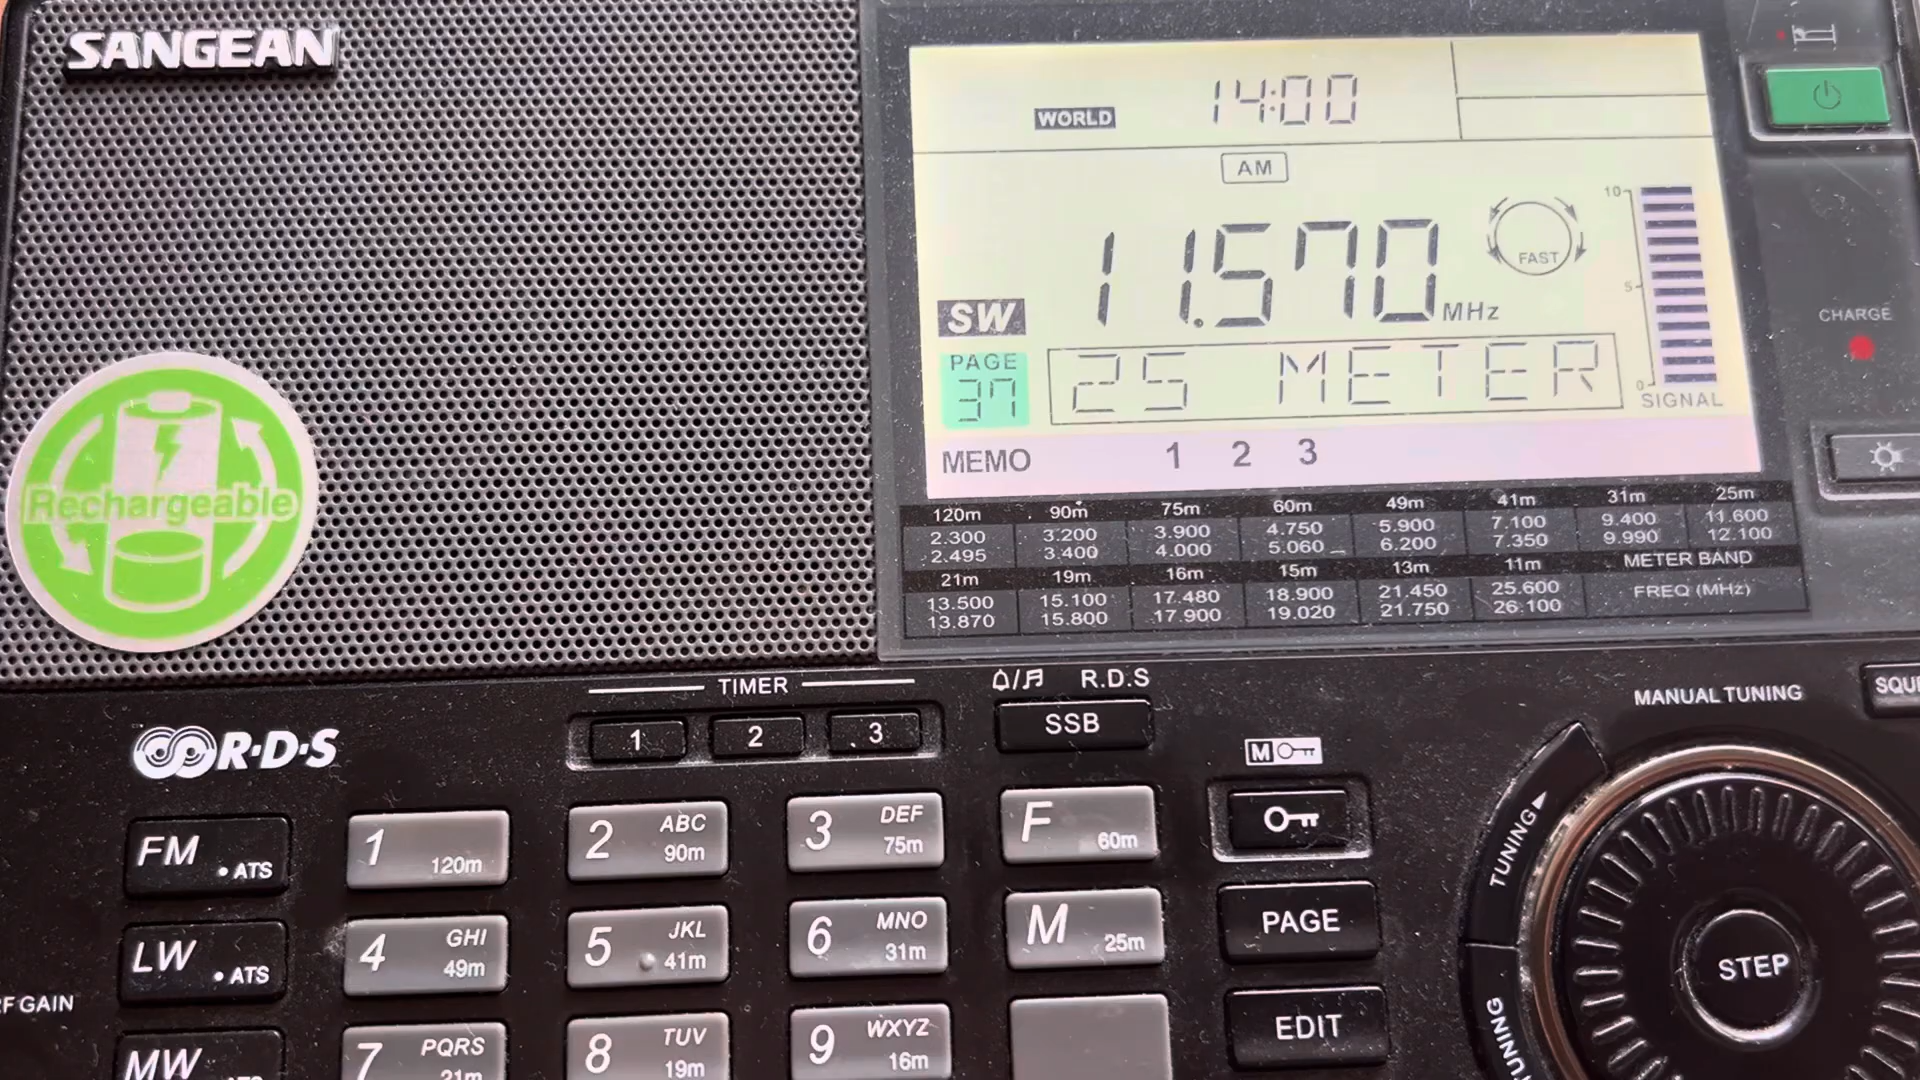 SANGEAN
WORLD 14:00
AM
11.570 MHz
FAST
10
5
0
SIGNAL
SW
PAGE
37
25 METER
MEMO 1 2 3
CHARGE
Rechargeable
120m 90m 75m 60m 49m 41m 31m 25m
2.300 3.200 3.900 4.750 5.900 7.100 9.400 11.600
2.495 3.400 4.000 5.060 6.200 7.350 9.990 12.100
21m 19m 16m 15m 13m 11m METER BAND
13.500 15.100 17.480 18.900 21.450 25.600 FREQ (MHz)
13.870 15.800 17.900 19.020 21.750 26.100
TIMER
1 2 3
R.D.S
SSB
R·D·S
MANUAL TUNING
M
FM • ATS
1 120m
2 ABC 90m
3 DEF 75m
F 60m
TUNING
LW • ATS
4 GHI 49m
5 JKL 41m
6 MNO 31m
M 25m
PAGE
STEP
RF GAIN
MW
7 PQRS 21m
8 TUV 19m
9 WXYZ 16m
EDIT
TUNING